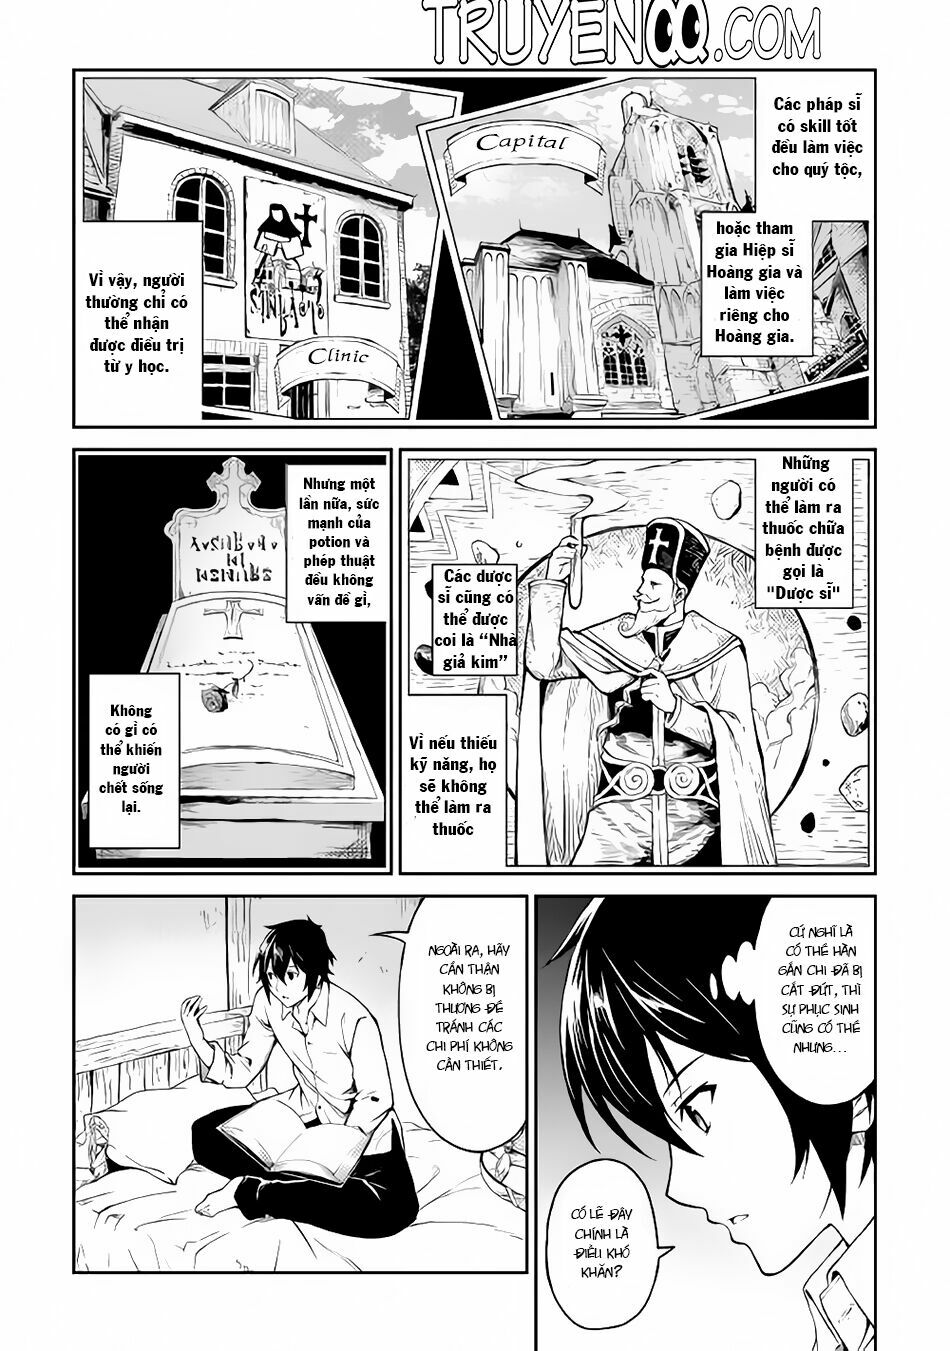 TRUYENQQ.COM
Các pháp sĩ
có skill tốt
đều làm việc
cho quý tộc,
hoặc tham
gia Hiệp sĩ
Hoàng gia và
làm việc
riêng cho
Hoàng gia.
Capital
Vì vậy, người
thường chỉ có
thể nhận
được điều trị
từ y học.
Clinic
Những
người có
thể làm ra
thuốc chữa
bệnh được
gọi là
"Dược sĩ"
Các dược
sĩ cũng có
thể được
coi là “Nhà
giả kim”
Vì nếu thiếu
kỹ năng, họ
sẽ không
thể làm ra
thuốc
Nhưng một
lần nữa, sức
mạnh của
potion và
phép thuật
đều không
vấn đề gì,
Không
có gì có
thể khiến
người
chết sống
lại.
CỨ NGHĨ LÀ
CÓ THỂ HÀN
GẮN CHI ĐÃ BỊ
CẮT ĐỨT, THÌ
SỰ PHỤC SINH
CŨNG CÓ THỂ
NHƯNG...
CÓ LẼ ĐÂY
CHÍNH LÀ
ĐIỀU KHÓ
KHĂN?
NGOÀI RA, HÃY
CẨN THẬN
KHÔNG BỊ
THƯƠNG ĐỂ
TRÁNH CÁC
CHI PHÍ KHÔNG
CẦN THIẾT.